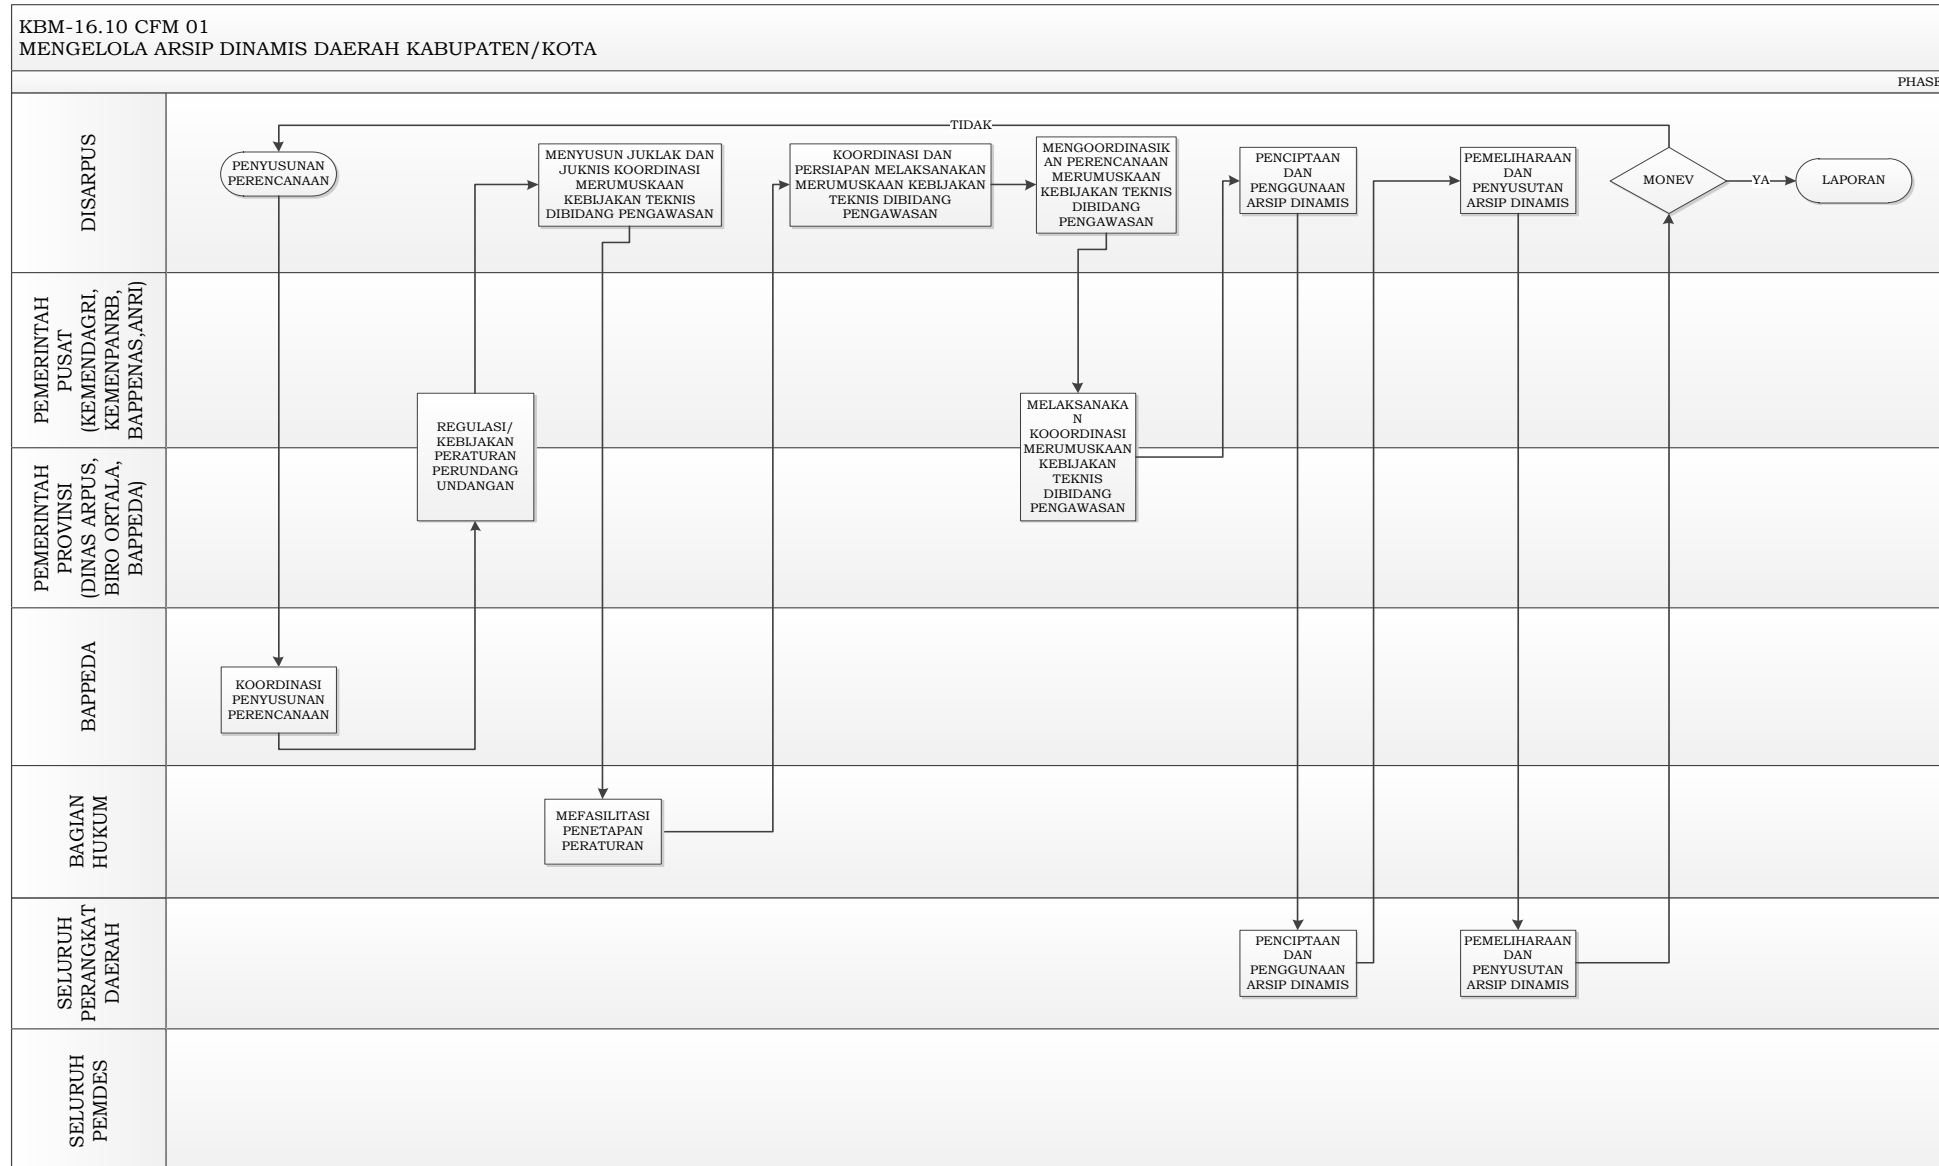 KBM-16.10 CFM 01
MENGELOLA ARSIP DINAMIS DAERAH KABUPATEN/KOTA
PHASE
DISARPUS
TIDAK
PENYUSUNAN
PERENCANAAN
MENYUSUN JUKLAK DAN
JUKNIS KOORDINASI
MERUMUSKAAN
KEBIJAKAN TEKNIS
DIBIDANG PENGAWASAN
KOORDINASI DAN
PERSIAPAN MELAKSANAKAN
MERUMUSKAAN KEBIJAKAN
TEKNIS DIBIDANG
PENGAWASAN
MENGOORDINASIK
AN PERENCANAAN
MERUMUSKAAN
KEBIJAKAN TEKNIS
DIBIDANG
PENGAWASAN
PENCIPTAAN
DAN
PENGGUNAAN
ARSIP DINAMIS
PEMELIHARAAN
DAN
PENYUSUTAN
ARSIP DINAMIS
MONEV
YA
LAPORAN
PEMERINTAH
PUSAT
(KEMENDAGRI,
KEMENPANRB,
BAPPENAS,ANRI)
REGULASI/
KEBIJAKAN
PERATURAN
PERUNDANG
UNDANGAN
MELAKSANAKA
N
KOOORDINASI
MERUMUSKAAN
KEBIJAKAN
TEKNIS
DIBIDANG
PENGAWASAN
PEMERINTAH
PROVINSI
(DINAS ARPUS,
BIRO ORTALA,
BAPPEDA)
BAPPEDA
KOORDINASI
PENYUSUNAN
PERENCANAAN
BAGIAN
HUKUM
MEFASILITASI
PENETAPAN
PERATURAN
SELURUH
PERANGKAT
DAERAH
PENCIPTAAN
DAN
PENGGUNAAN
ARSIP DINAMIS
PEMELIHARAAN
DAN
PENYUSUTAN
ARSIP DINAMIS
SELURUH
PEMDES